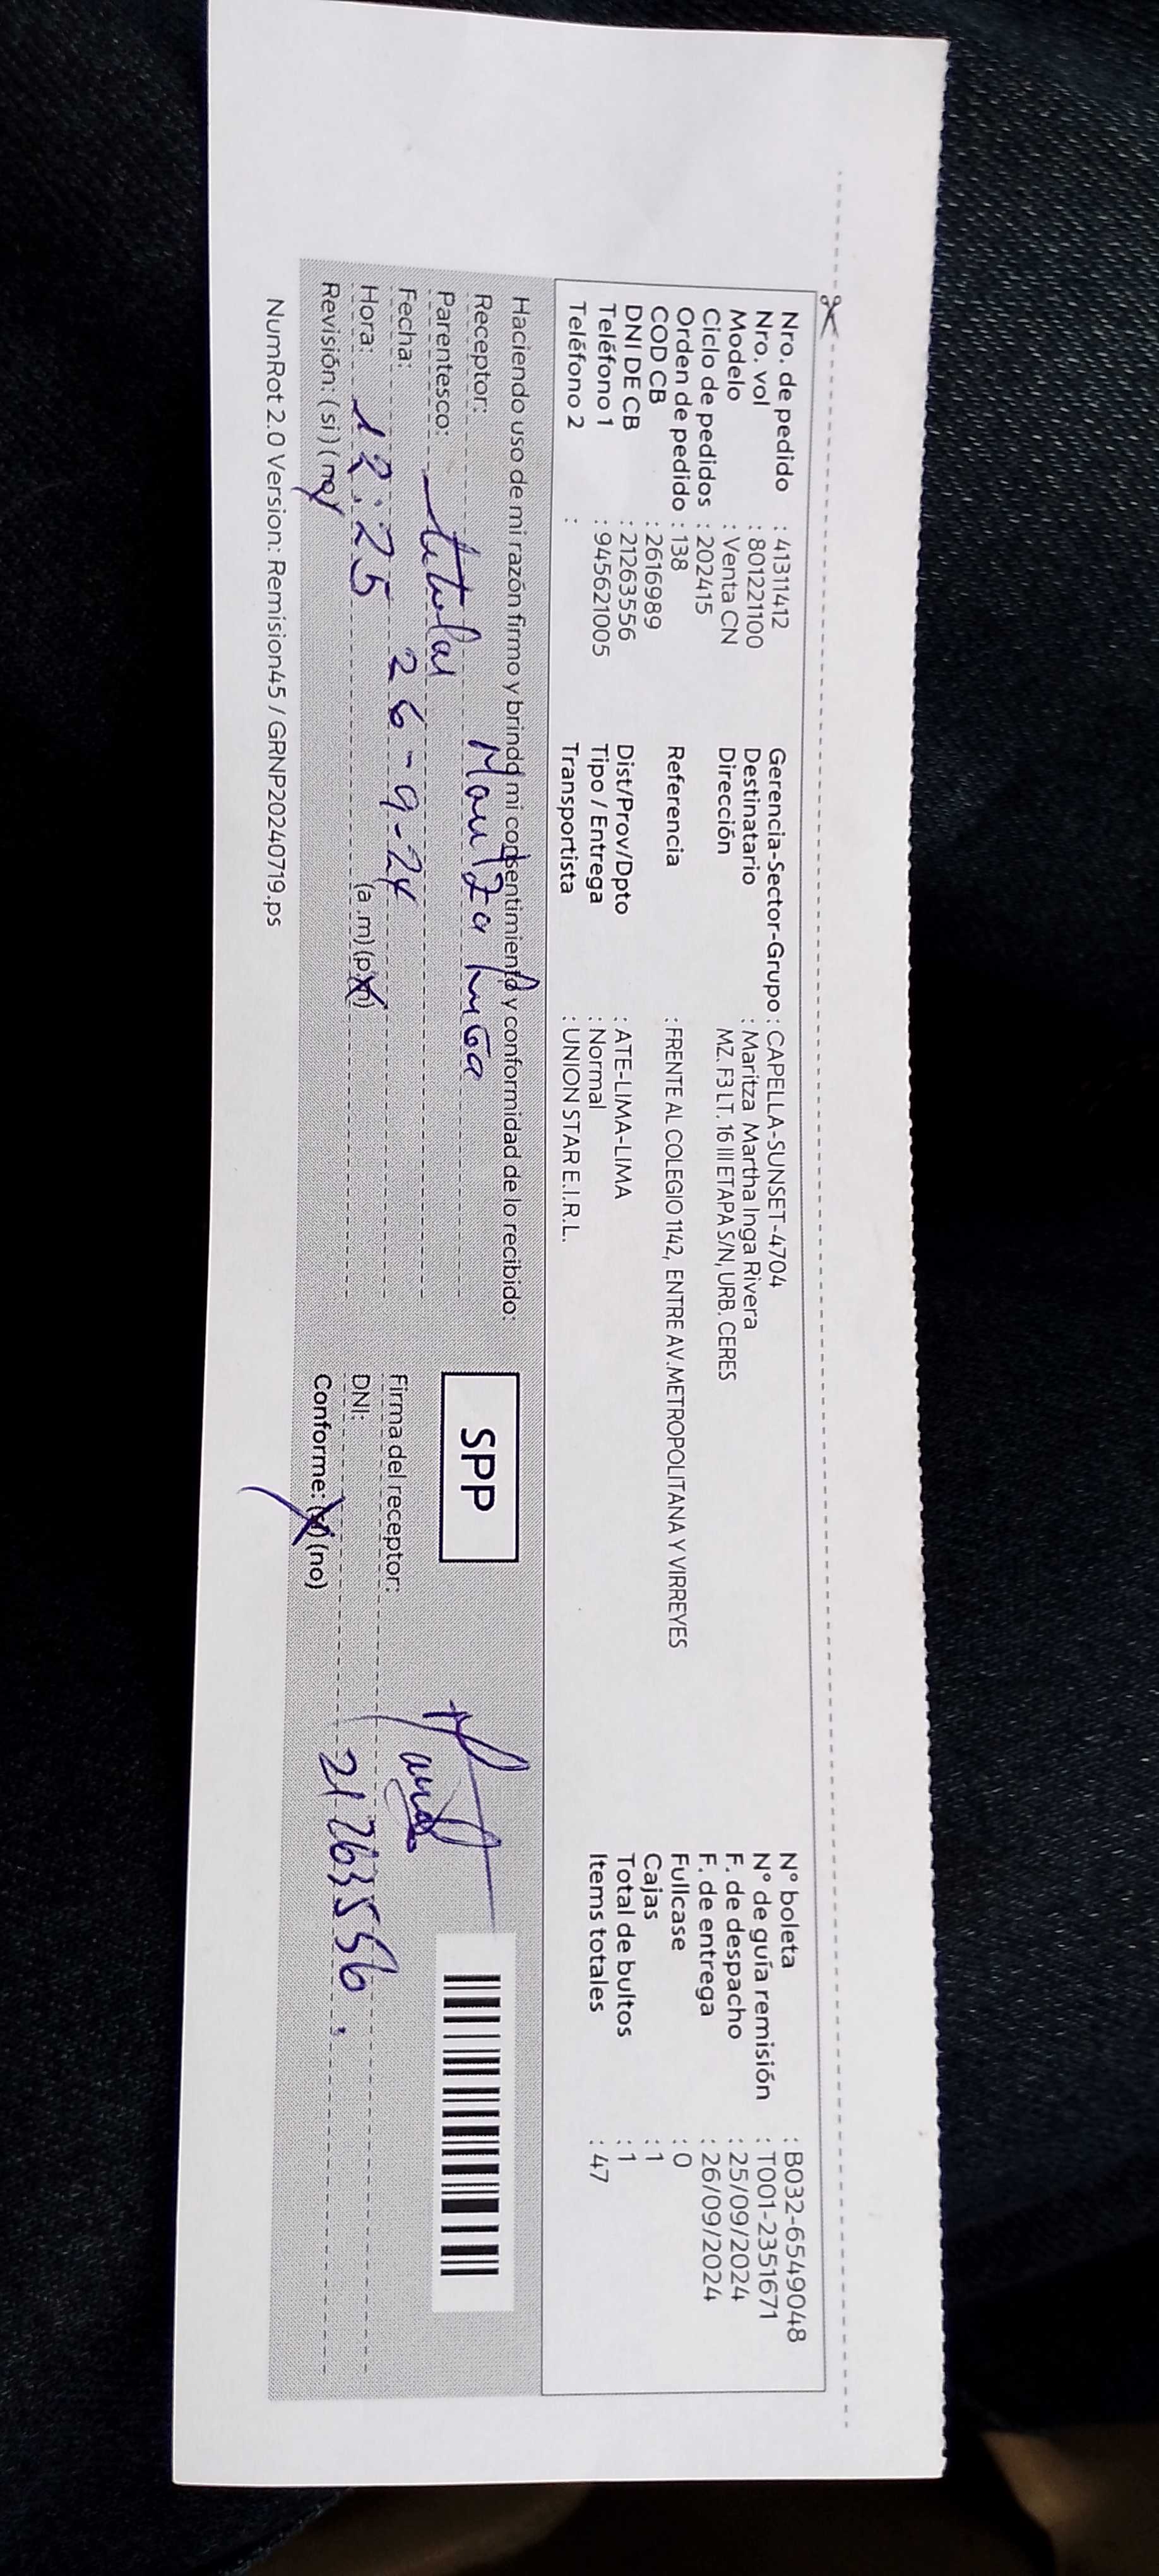 Nro. de pedido : 41311412
Nro. vol : 801221100
Modelo : Venta CN
Ciclo de pedidos : 202415
Orden de pedido : 138
COD CB : 2616989
DNI DE CB : 21263556
Teléfono 1 : 945621005
Teléfono 2 :
Gerencia-Sector-Grupo : CAPELLA-SUNSET-4704
Destinatario : Maritza Martha Inga Rivera
Dirección MZ. F3 LT. 16 III ETAPA S/N, URB. CERES
Referencia : FRENTE AL COLEGIO 1142, ENTRE AV.METROPOLITANA Y VIRREYES
Dist/Prov/Dpto : ATE-LIMA-LIMA
Tipo / Entrega : Normal
Transportista : UNION STAR E.I.R.L.
N° boleta : B032-6549048
N° de guía remisión : T001-2351671
F. de despacho : 25/09/2024
F. de entrega : 26/09/2024
Fullcase : 0
Cajas : 1
Total de bultos : 1
Items totales : 47
Haciendo uso de mi razón firmo y brindo mi consentimiento y conformidad de lo recibido:
Receptor: Maritza Inga
Parentesco: titular
Fecha: 26-9-24
Hora: 12:25 (a.m) (p.m)
Revisión: (si) (no)
SPP
Firma del receptor:
DNI: 21263556.
Conforme: (si) (no)
NumRot 2.0 Version: Remision45 / GRNP20240719.ps